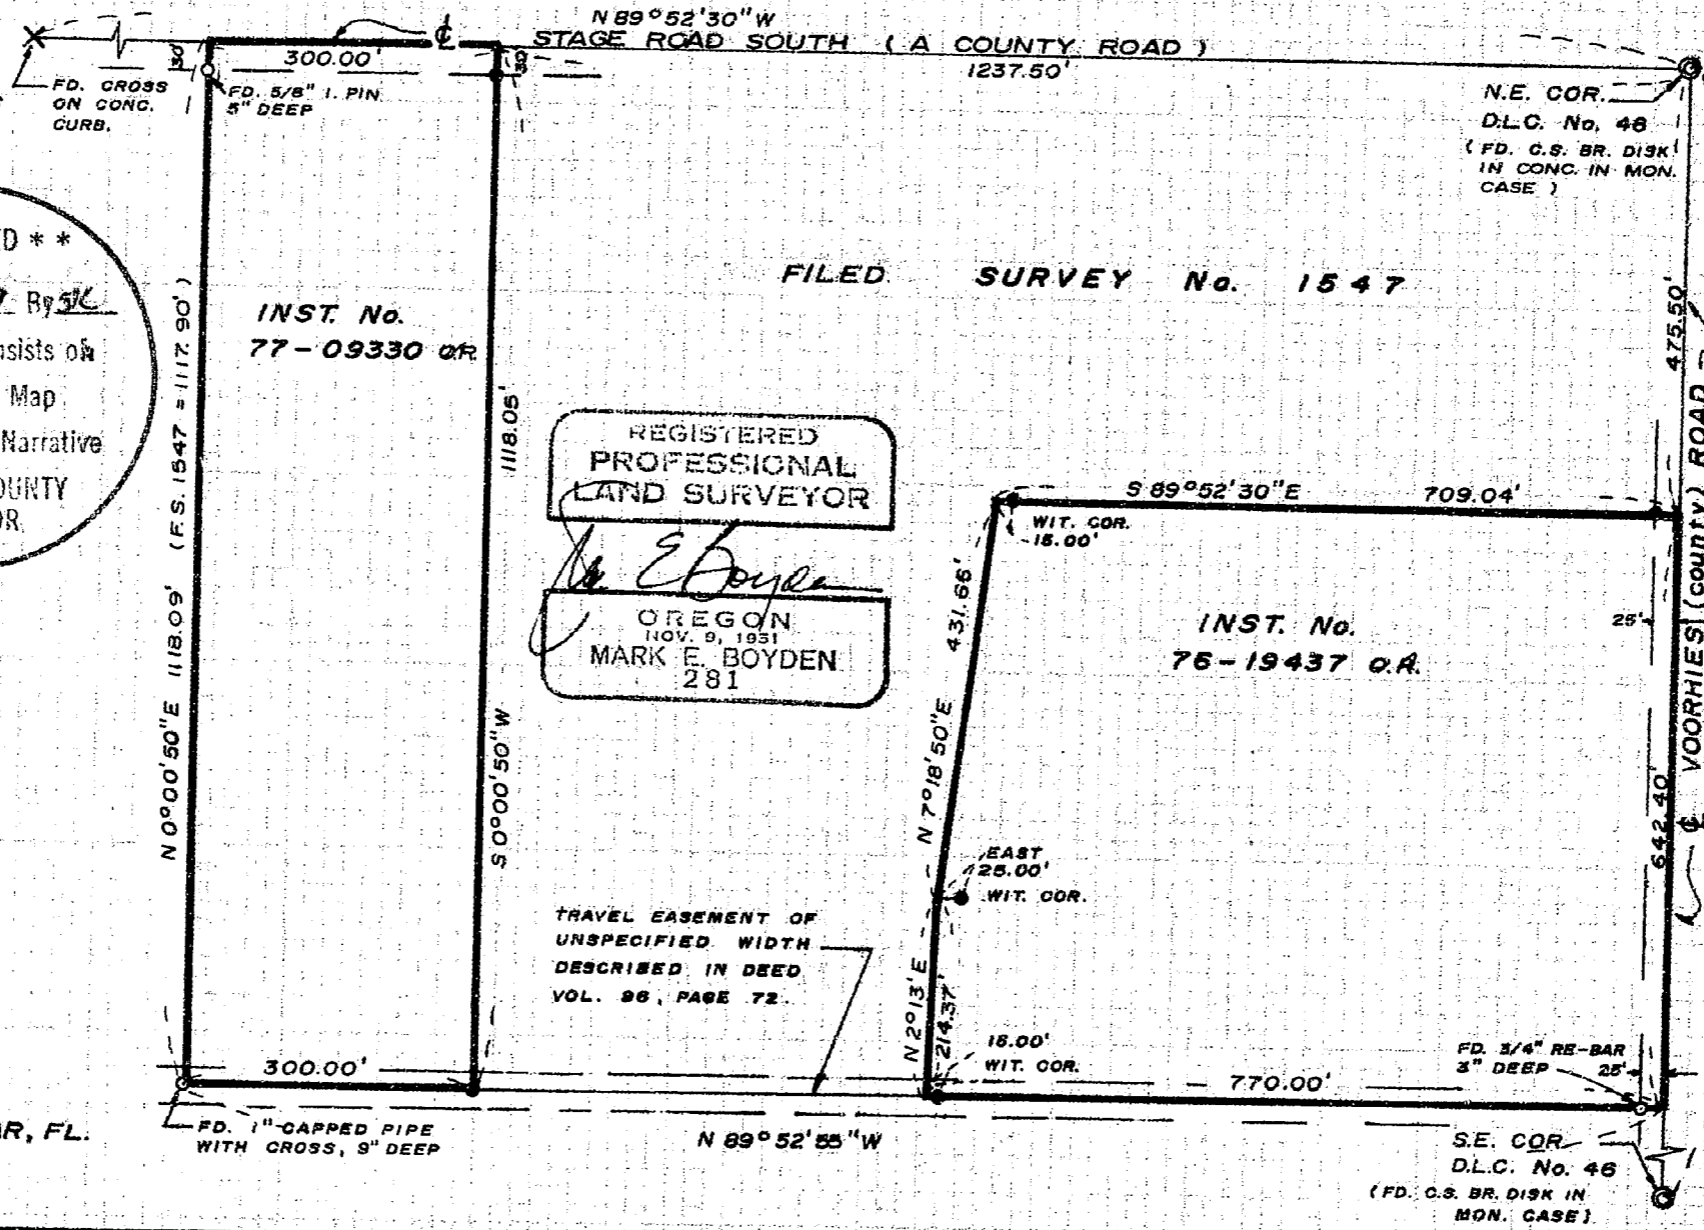 N 89°52'30"W
STAGE ROAD SOUTH ( A COUNTY ROAD )
300.00'
1237.50'
30'
30'
FD. CROSS
ON CONC.
CURB.
FD. 5/8" I. PIN
5" DEEP
N.E. COR.
D.L.C. No. 46
( FD. C.S. BR. DISK
IN CONC. IN MON.
CASE )
D * *
By SK
nsists of
Map
Narrative
OUNTY
OR
INST. No.
77-09330 O.R.
FILED SURVEY No. 1547
N 0°00'50"E 1118.09' (F.S. 1547 = 1117.90')
1118.05'
S 0°00'50"W
REGISTERED
PROFESSIONAL
LAND SURVEYOR
Mark E Boyden
OREGON
NOV. 9, 1951
MARK E. BOYDEN
281
475.50'
VOORHIES (county) ROAD
S 89°52'30"E 709.04'
WIT. COR.
15.00'
431.66'
N 7°18'50"E
INST. No.
76-19437 O.R.
25'
642.40'
EAST
25.00'
WIT. COR.
TRAVEL EASEMENT OF
UNSPECIFIED WIDTH
DESCRIBED IN DEED
VOL. 96, PAGE 72.
N 2°13'E
214.37'
15.00'
WIT. COR.
300.00'
770.00'
FD. 3/4" RE-BAR
3" DEEP
25'
AR, FL.
FD. 1" CAPPED PIPE
WITH CROSS, 9" DEEP
N 89°52'55"W
S.E. COR.
D.L.C. No. 46
( FD. C.S. BR. DISK IN
MON. CASE )